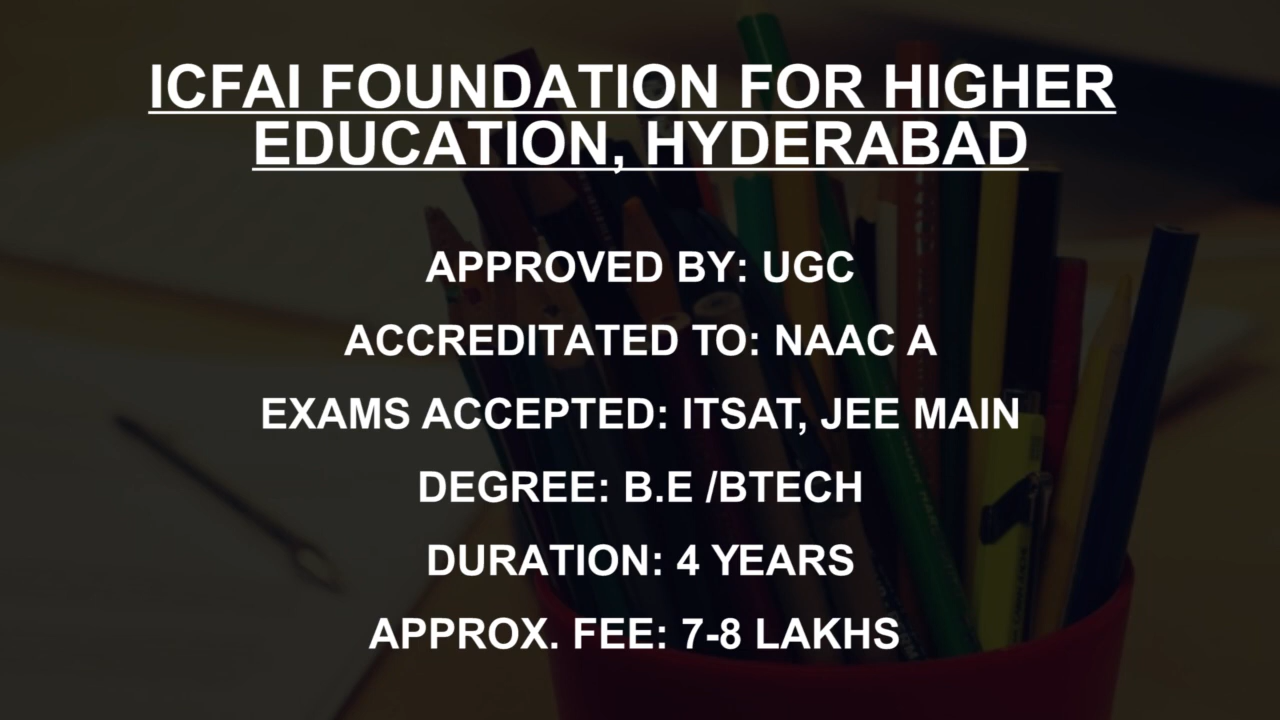 ICFAI FOUNDATION FOR HIGHER
EDUCATION, HYDERABAD
APPROVED BY: UGC
ACCREDITATED TO: NAAC A
EXAMS ACCEPTED: ITSAT, JEE MAIN
DEGREE: B.E /BTECH
DURATION: 4 YEARS
APPROX. FEE: 7-8 LAKHS